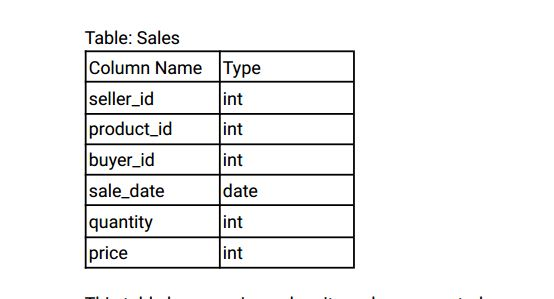 Table: Sales
Column Name Type
seller_id int
product_id int
buyer_id int
sale_date date
quantity int
price int